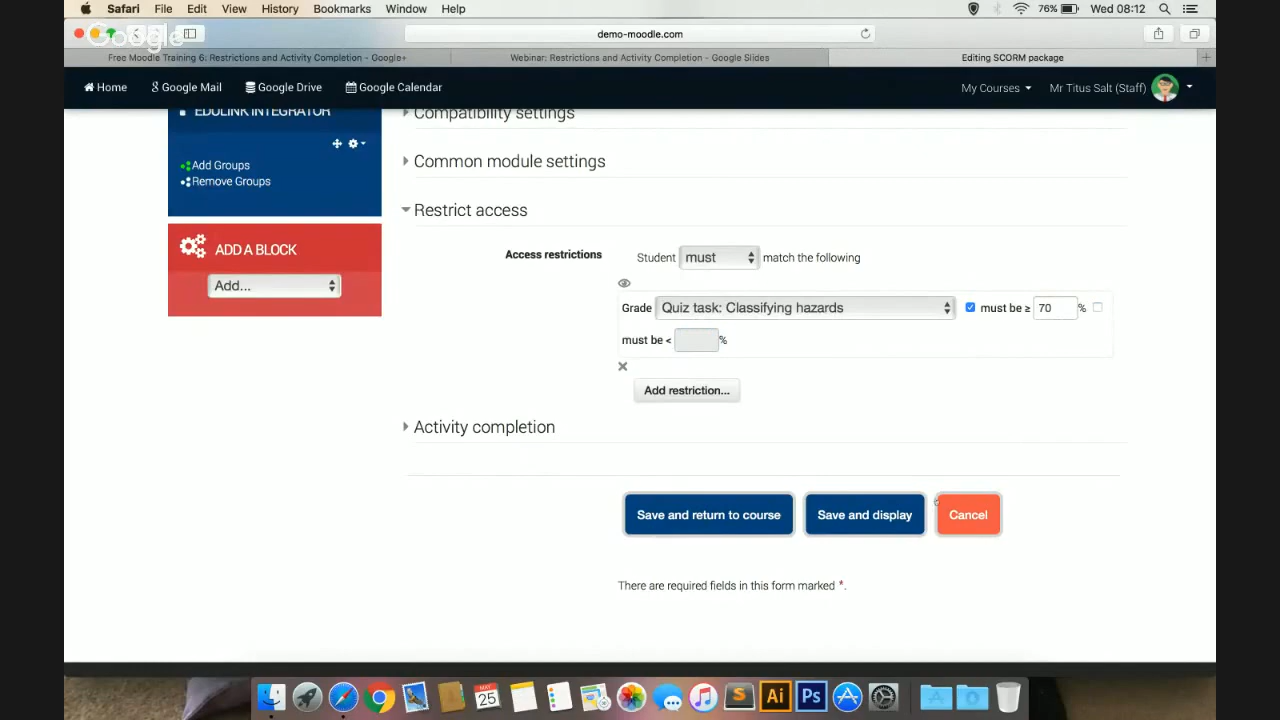 Safari File Edit View History Bookmarks Window Help 76% Wed 08:12
Google
demo-moodle.com
Free Moodle Training 6: Restrictions and Activity Completion - Google+ Webinar: Restrictions and Activity Completion - Google Slides Editing SCORM package
Home Google Mail Google Drive Google Calendar My Courses Mr Titus Salt (Staff)
EDULINK INTEGRATOR
Add Groups
Remove Groups
ADD A BLOCK
Add...
Compatibility settings
Common module settings
Restrict access
Access restrictions Student must match the following
Grade Quiz task: Classifying hazards must be ≥ 70 %
must be < %
Add restriction...
Activity completion
Save and return to course Save and display Cancel
There are required fields in this form marked *.
MAY
25
S Ai Ps